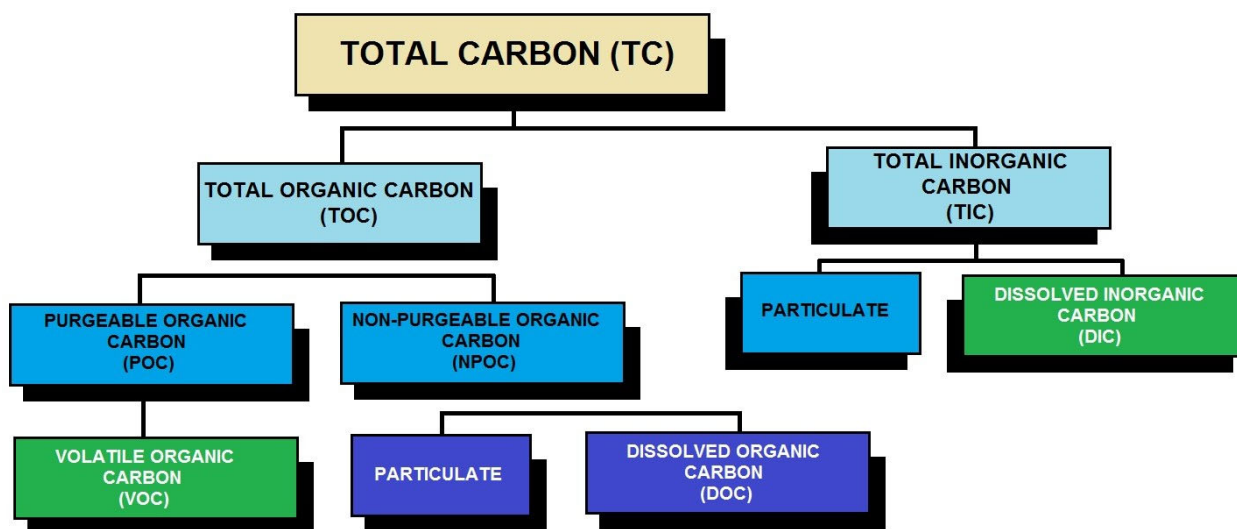 TOTAL CARBON (TC)
TOTAL ORGANIC CARBON
(TOC)
TOTAL INORGANIC
CARBON
(TIC)
PURGEABLE ORGANIC
CARBON
(POC)
NON-PURGEABLE ORGANIC
CARBON
(NPOC)
PARTICULATE
DISSOLVED INORGANIC
CARBON
(DIC)
VOLATILE ORGANIC
CARBON
(VOC)
PARTICULATE
DISSOLVED ORGANIC
CARBON
(DOC)